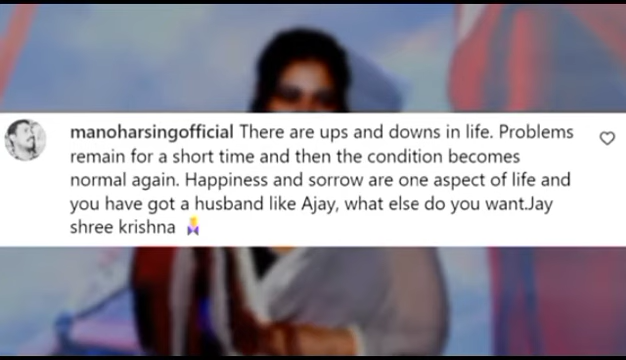 manoharsingofficial There are ups and downs in life. Problems
remain for a short time and then the condition becomes
normal again. Happiness and sorrow are one aspect of life and
you have got a husband like Ajay, what else do you want.Jay
shree krishna